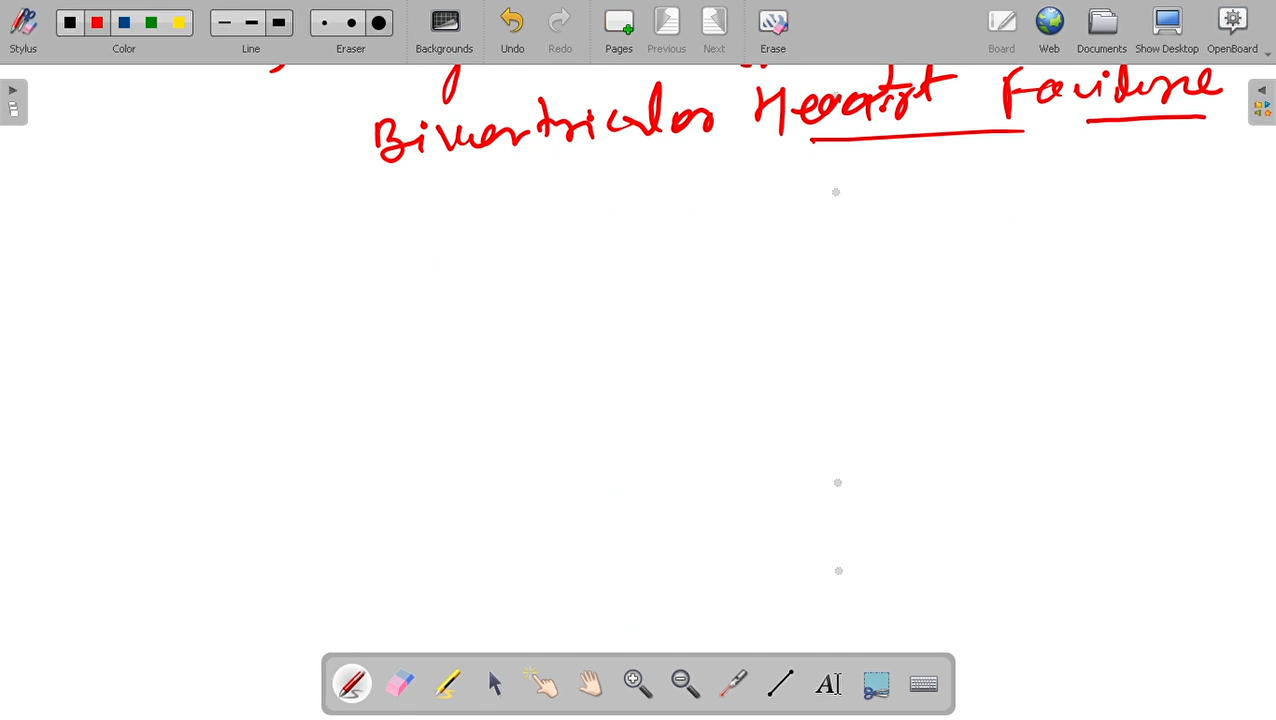 Stylus Color Line Eraser Backgrounds Undo Redo Pages Previous Next Erase Board Web Documents Show Desktop OpenBoard
Biventricular Heart Failure